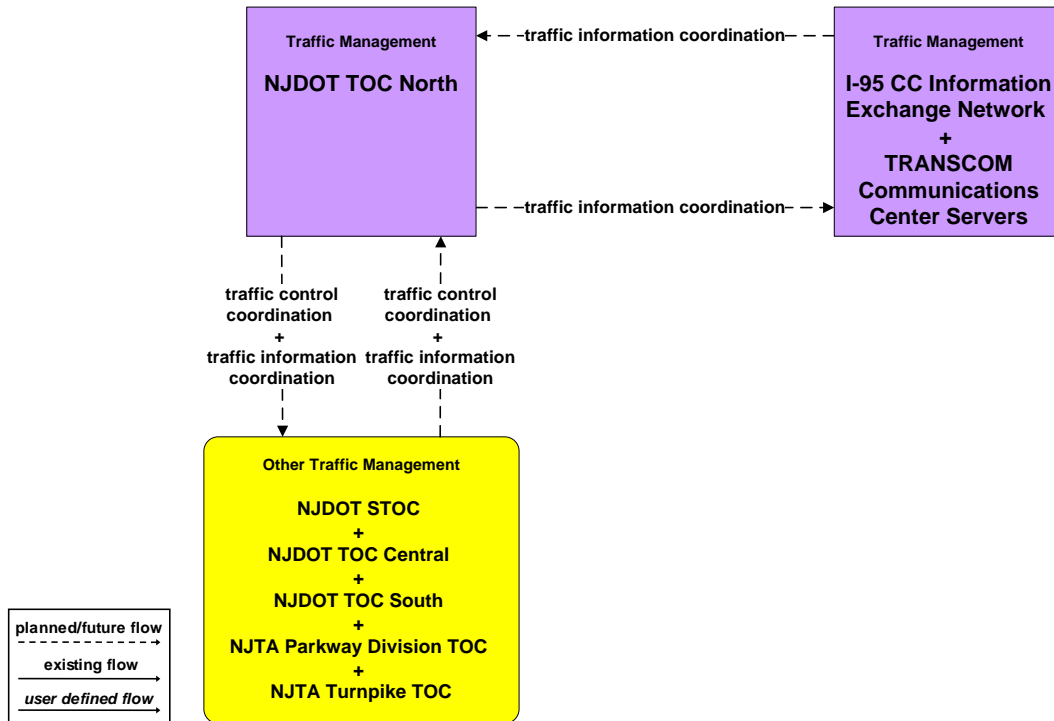 Traffic Management
NJDOT TOC North
traffic information coordination
Traffic Management
I-95 CC Information
Exchange Network
+
TRANSCOM
Communications
Center Servers
traffic information coordination
traffic control
coordination
+
traffic information
coordination
traffic control
coordination
+
traffic information
coordination
Other Traffic Management
NJDOT STOC
+
NJDOT TOC Central
+
NJDOT TOC South
+
NJTA Parkway Division TOC
+
NJTA Turnpike TOC
planned/future flow
existing flow
user defined flow